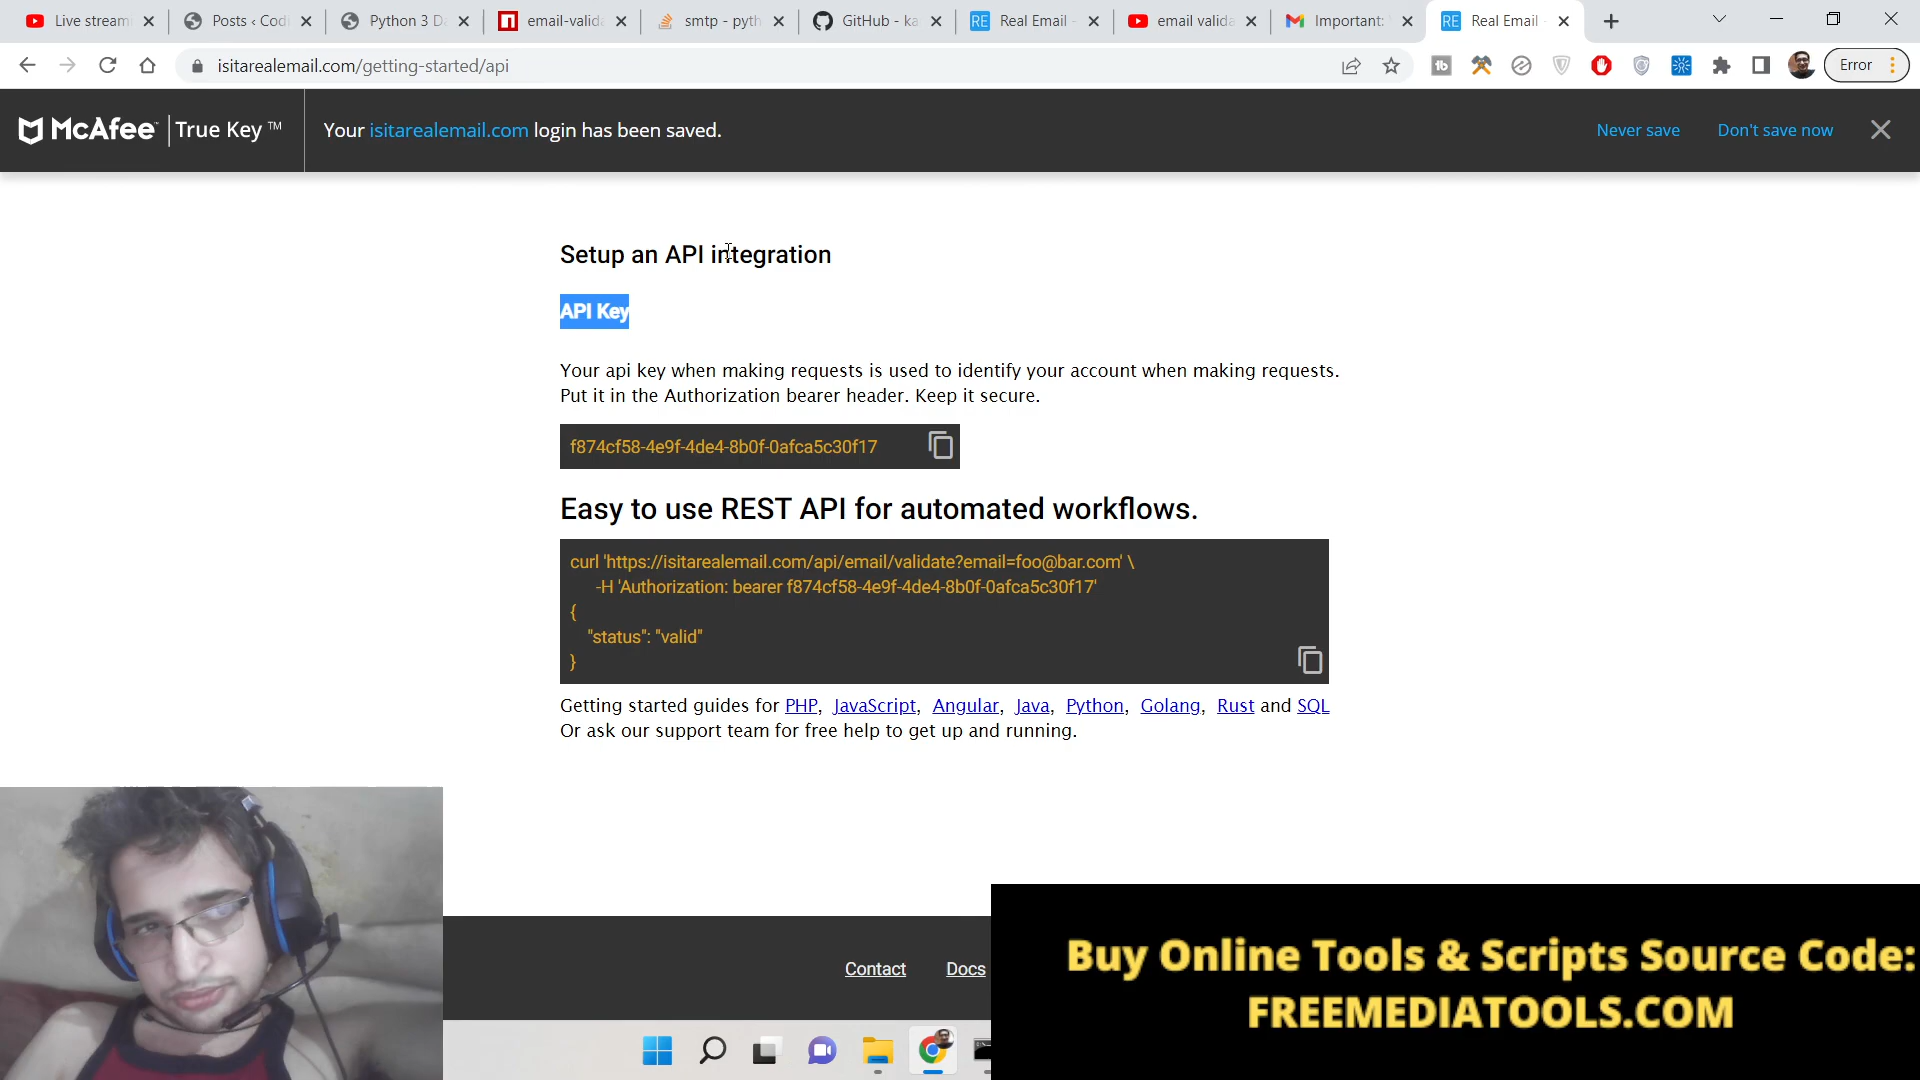 Live stream
Posts ‹ Codi
Python 3 Da
email-valida
smtp - pyth
GitHub - ka
RE Real Email -
email valida
Important:
RE Real Email -
isitarealemail.com/getting-started/api
Error
McAfee™ | True Key ™
Your isitarealemail.com login has been saved.
Never save
Don't save now
Setup an API integration
API Key
Your api key when making requests is used to identify your account when making requests.
Put it in the Authorization bearer header. Keep it secure.
f874cf58-4e9f-4de4-8b0f-0afca5c30f17
Easy to use REST API for automated workflows.
curl 'https://isitarealemail.com/api/email/validate?email=foo@bar.com' \
-H 'Authorization: bearer f874cf58-4e9f-4de4-8b0f-0afca5c30f17'
{
"status": "valid"
}
Getting started guides for PHP, JavaScript, Angular, Java, Python, Golang, Rust and SQL
Or ask our support team for free help to get up and running.
Contact
Docs
Buy Online Tools & Scripts Source Code:
FREEMEDIATOOLS.COM